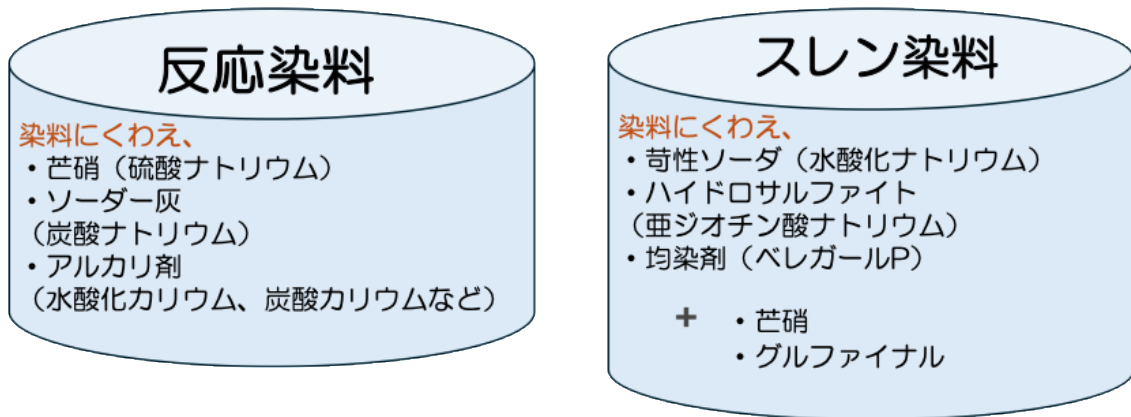 反応染料
染料にくわえ、
・芒硝（硫酸ナトリウム）
・ソーダー灰
（炭酸ナトリウム）
・アルカリ剤
（水酸化カリウム、炭酸カリウムなど）
スレン染料
染料にくわえ、
・苛性ソーダ（水酸化ナトリウム）
・ハイドロサルファイト
（亜ジオチン酸ナトリウム）
・均染剤（ベレガールP）
+ ・芒硝
・グルファイナル